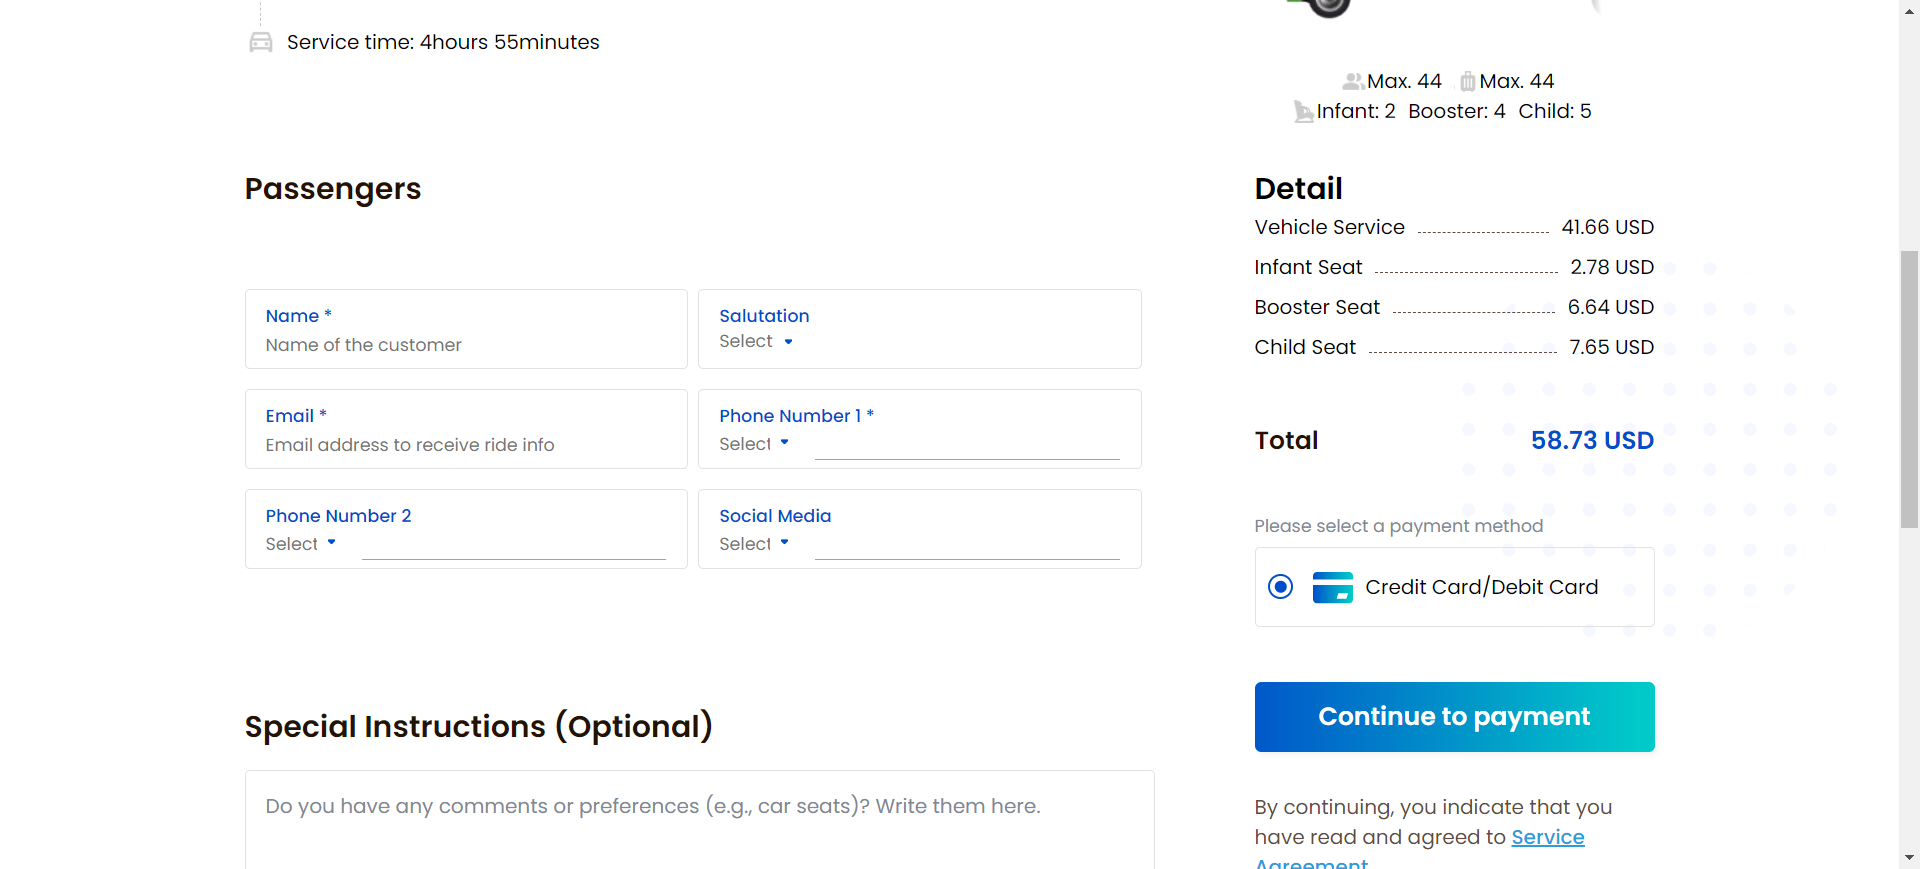 Service time: 4hours 55minutes
Max. 44 Max. 44
Infant: 2 Booster: 4 Child: 5
Passengers
Name *
Name of the customer
Salutation
Select
Email *
Email address to receive ride info
Phone Number 1 *
Select
Phone Number 2
Select
Social Media
Select
Special Instructions (Optional)
Do you have any comments or preferences (e.g., car seats)? Write them here.
Detail
Vehicle Service 41.66 USD
Infant Seat 2.78 USD
Booster Seat 6.64 USD
Child Seat 7.65 USD
Total 58.73 USD
Please select a payment method
Credit Card/Debit Card
Continue to payment
By continuing, you indicate that you
have read and agreed to Service
Agreement